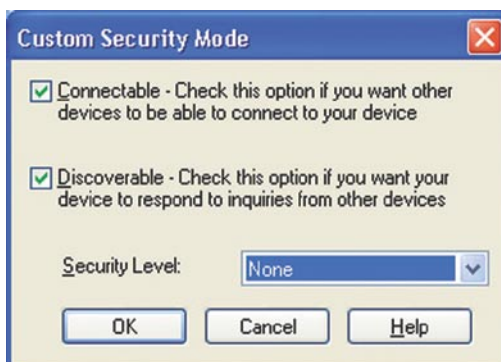 Custom Security Mode
Connectable - Check this option if you want other
devices to be able to connect to your device
Discoverable - Check this option if you want your
device to respond to inquiries from other devices
Security Level: None
OK Cancel Help